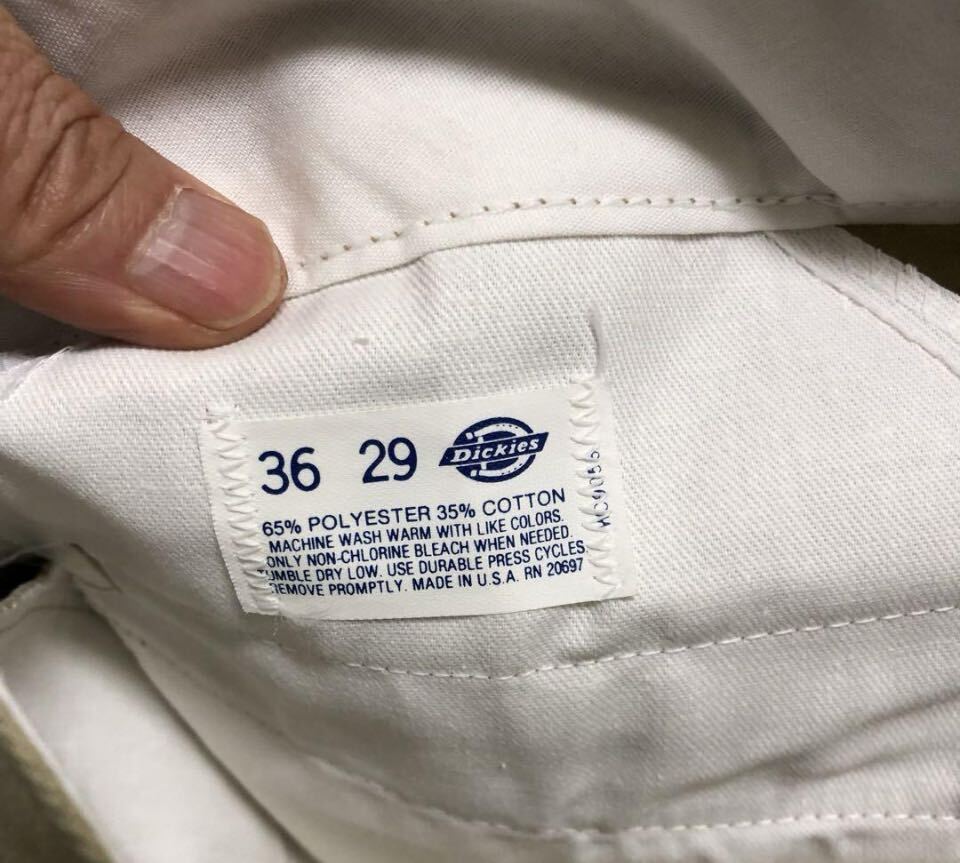 36 29 Dickies
65% POLYESTER 35% COTTON
MACHINE WASH WARM WITH LIKE COLORS.
ONLY NON-CHLORINE BLEACH WHEN NEEDED.
TUMBLE DRY LOW. USE DURABLE PRESS CYCLES
REMOVE PROMPTLY. MADE IN U.S.A. RN 20697